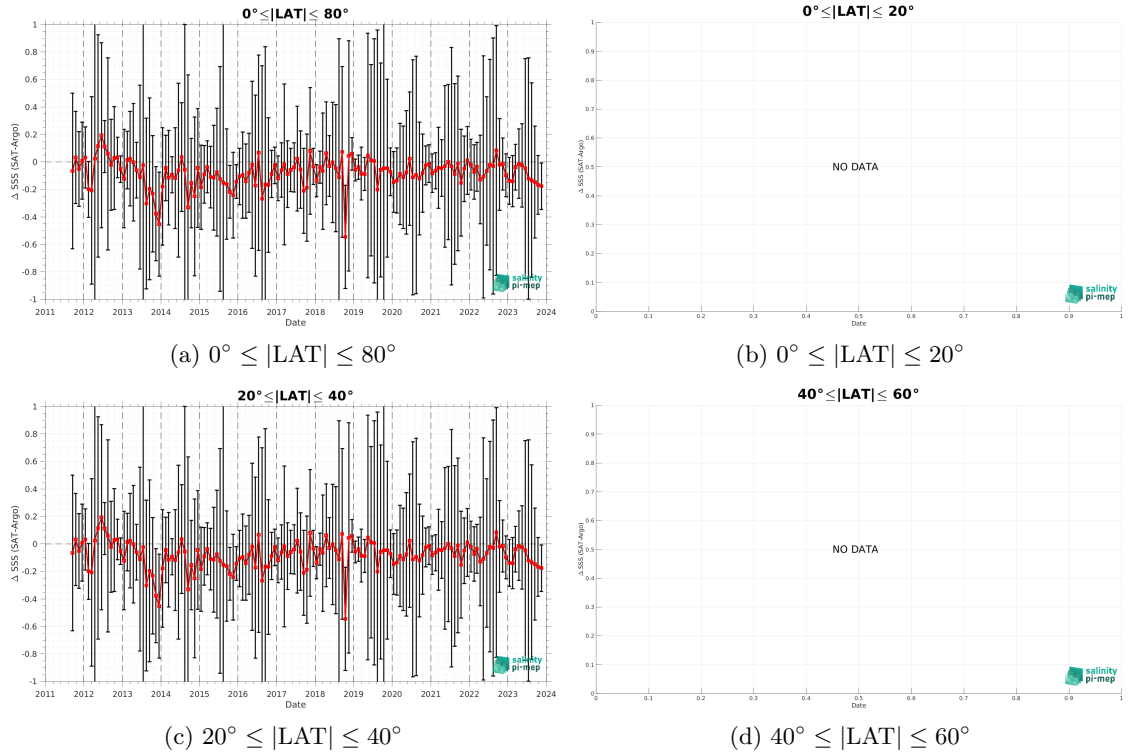 0°≤|LAT|≤ 80°
1
0.8
0.6
0.4
0.2
0
-0.2
-0.4
-0.6
-0.8
-1
Δ SSS (SAT-Argo)
2011 2012 2013 2014 2015 2016 2017 2018 2019 2020 2021 2022 2023 2024
Date
salinity
pi-mep
(a) 0° ≤ |LAT| ≤ 80°
0°≤|LAT|≤ 20°
1
0.9
0.8
0.7
0.6
0.5
0.4
0.3
0.2
0.1
0
Δ SSS (SAT-Argo)
NO DATA
0 0.1 0.2 0.3 0.4 0.5 0.6 0.7 0.8 0.9 1
Date
salinity
pi-mep
(b) 0° ≤ |LAT| ≤ 20°
20°≤|LAT|≤ 40°
1
0.8
0.6
0.4
0.2
0
-0.2
-0.4
-0.6
-0.8
-1
Δ SSS (SAT-Argo)
2011 2012 2013 2014 2015 2016 2017 2018 2019 2020 2021 2022 2023 2024
Date
salinity
pi-mep
(c) 20° ≤ |LAT| ≤ 40°
40°≤|LAT|≤ 60°
1
0.9
0.8
0.7
0.6
0.5
0.4
0.3
0.2
0.1
0
Δ SSS (SAT-Argo)
NO DATA
0 0.1 0.2 0.3 0.4 0.5 0.6 0.7 0.8 0.9 1
Date
salinity
pi-mep
(d) 40° ≤ |LAT| ≤ 60°